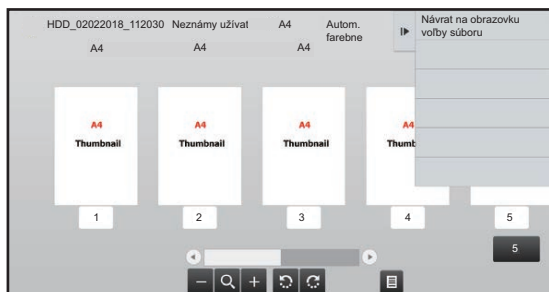 HDD_02022018_112030 Neznámy užívat A4 Autom. farebne
A4 A4 A4
Návrat na obrazovku
voľby súboru
A4 A4 A4 A4
Thumbnail Thumbnail Thumbnail Thumb
1 2 3 4 5
5